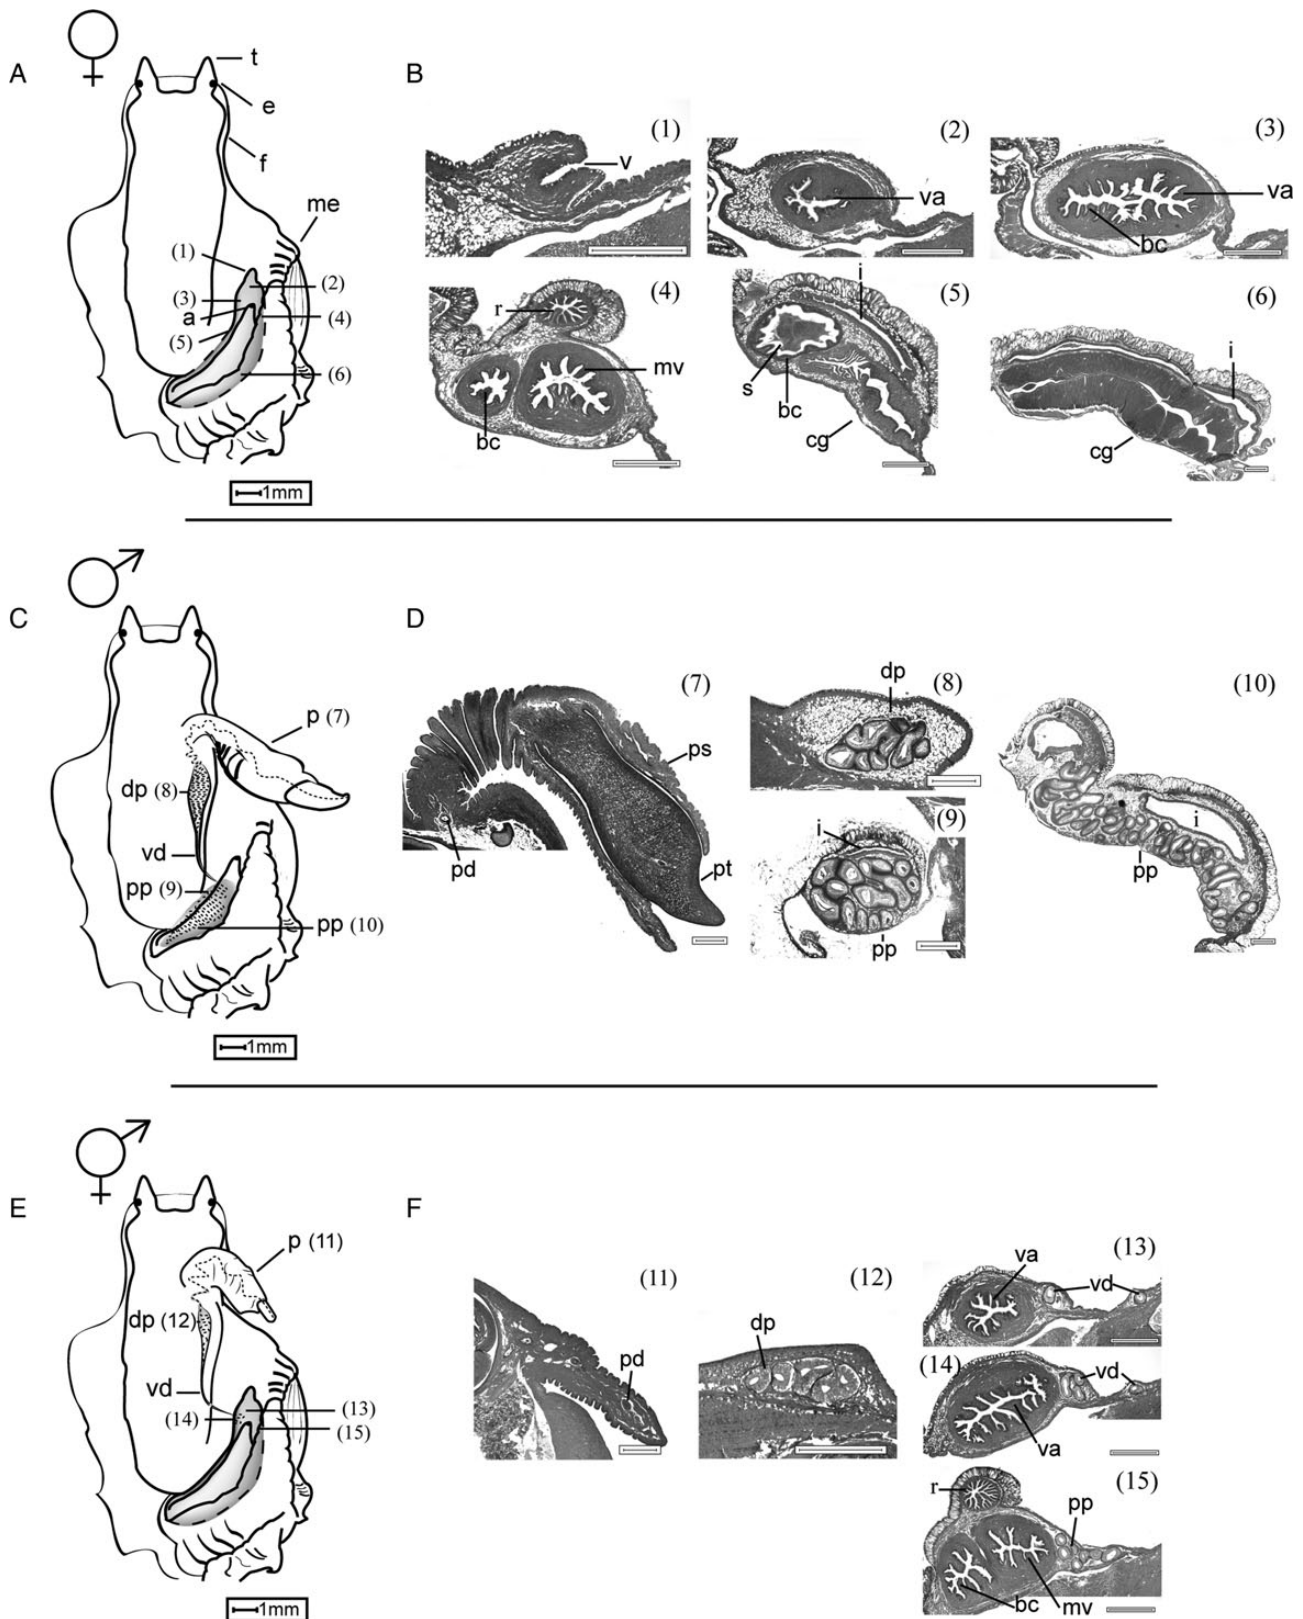 A
t
e
f
me
(1)
(2)
(3)
a
(4)
(5)
(6)
1mm
B
(1)
v
(2)
va
(3)
va
bc
(4)
r
mv
bc
(5)
i
s
bc
cg
(6)
i
cg
C
p (7)
dp (8)
vd
pp (9)
pp (10)
1mm
D
(7)
ps
pd
pt
(8)
dp
(9)
i
pp
(10)
i
pp
E
p (11)
dp (12)
vd
(13)
(14)
(15)
1mm
F
(11)
pd
(12)
dp
(13)
va
vd
(14)
vd
va
(15)
r
pp
bc
mv